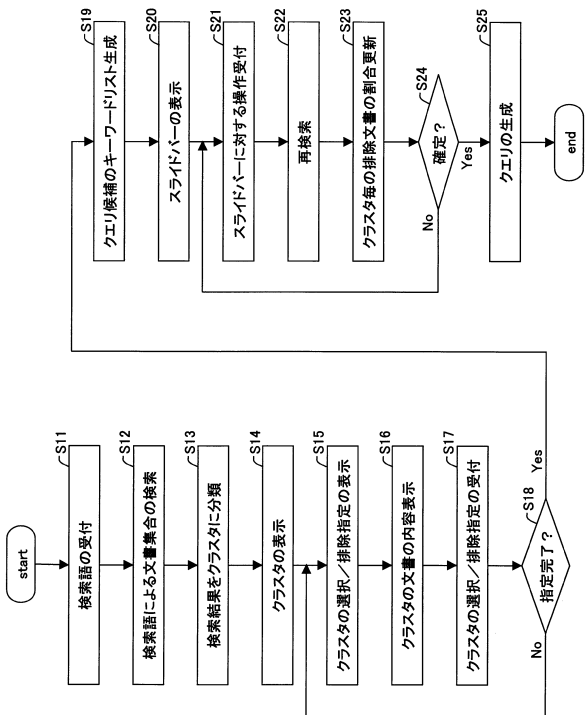 start
S11
検索語の受付
S12
検索語による文書集合の検索
S13
検索結果をクラスタに分類
S14
クラスタの表示
S15
クラスタの選択／排除指定の表示
S16
クラスタの文書の内容表示
S17
クラスタの選択／排除指定の受付
S18
指定完了？
No
Yes
S19
クエリ候補のキーワードリスト生成
S20
スライドバーの表示
S21
スライドバーに対する操作受付
S22
再検索
S23
クラスタ毎の排除文書の割合更新
S24
確定？
No
Yes
S25
クエリの生成
end